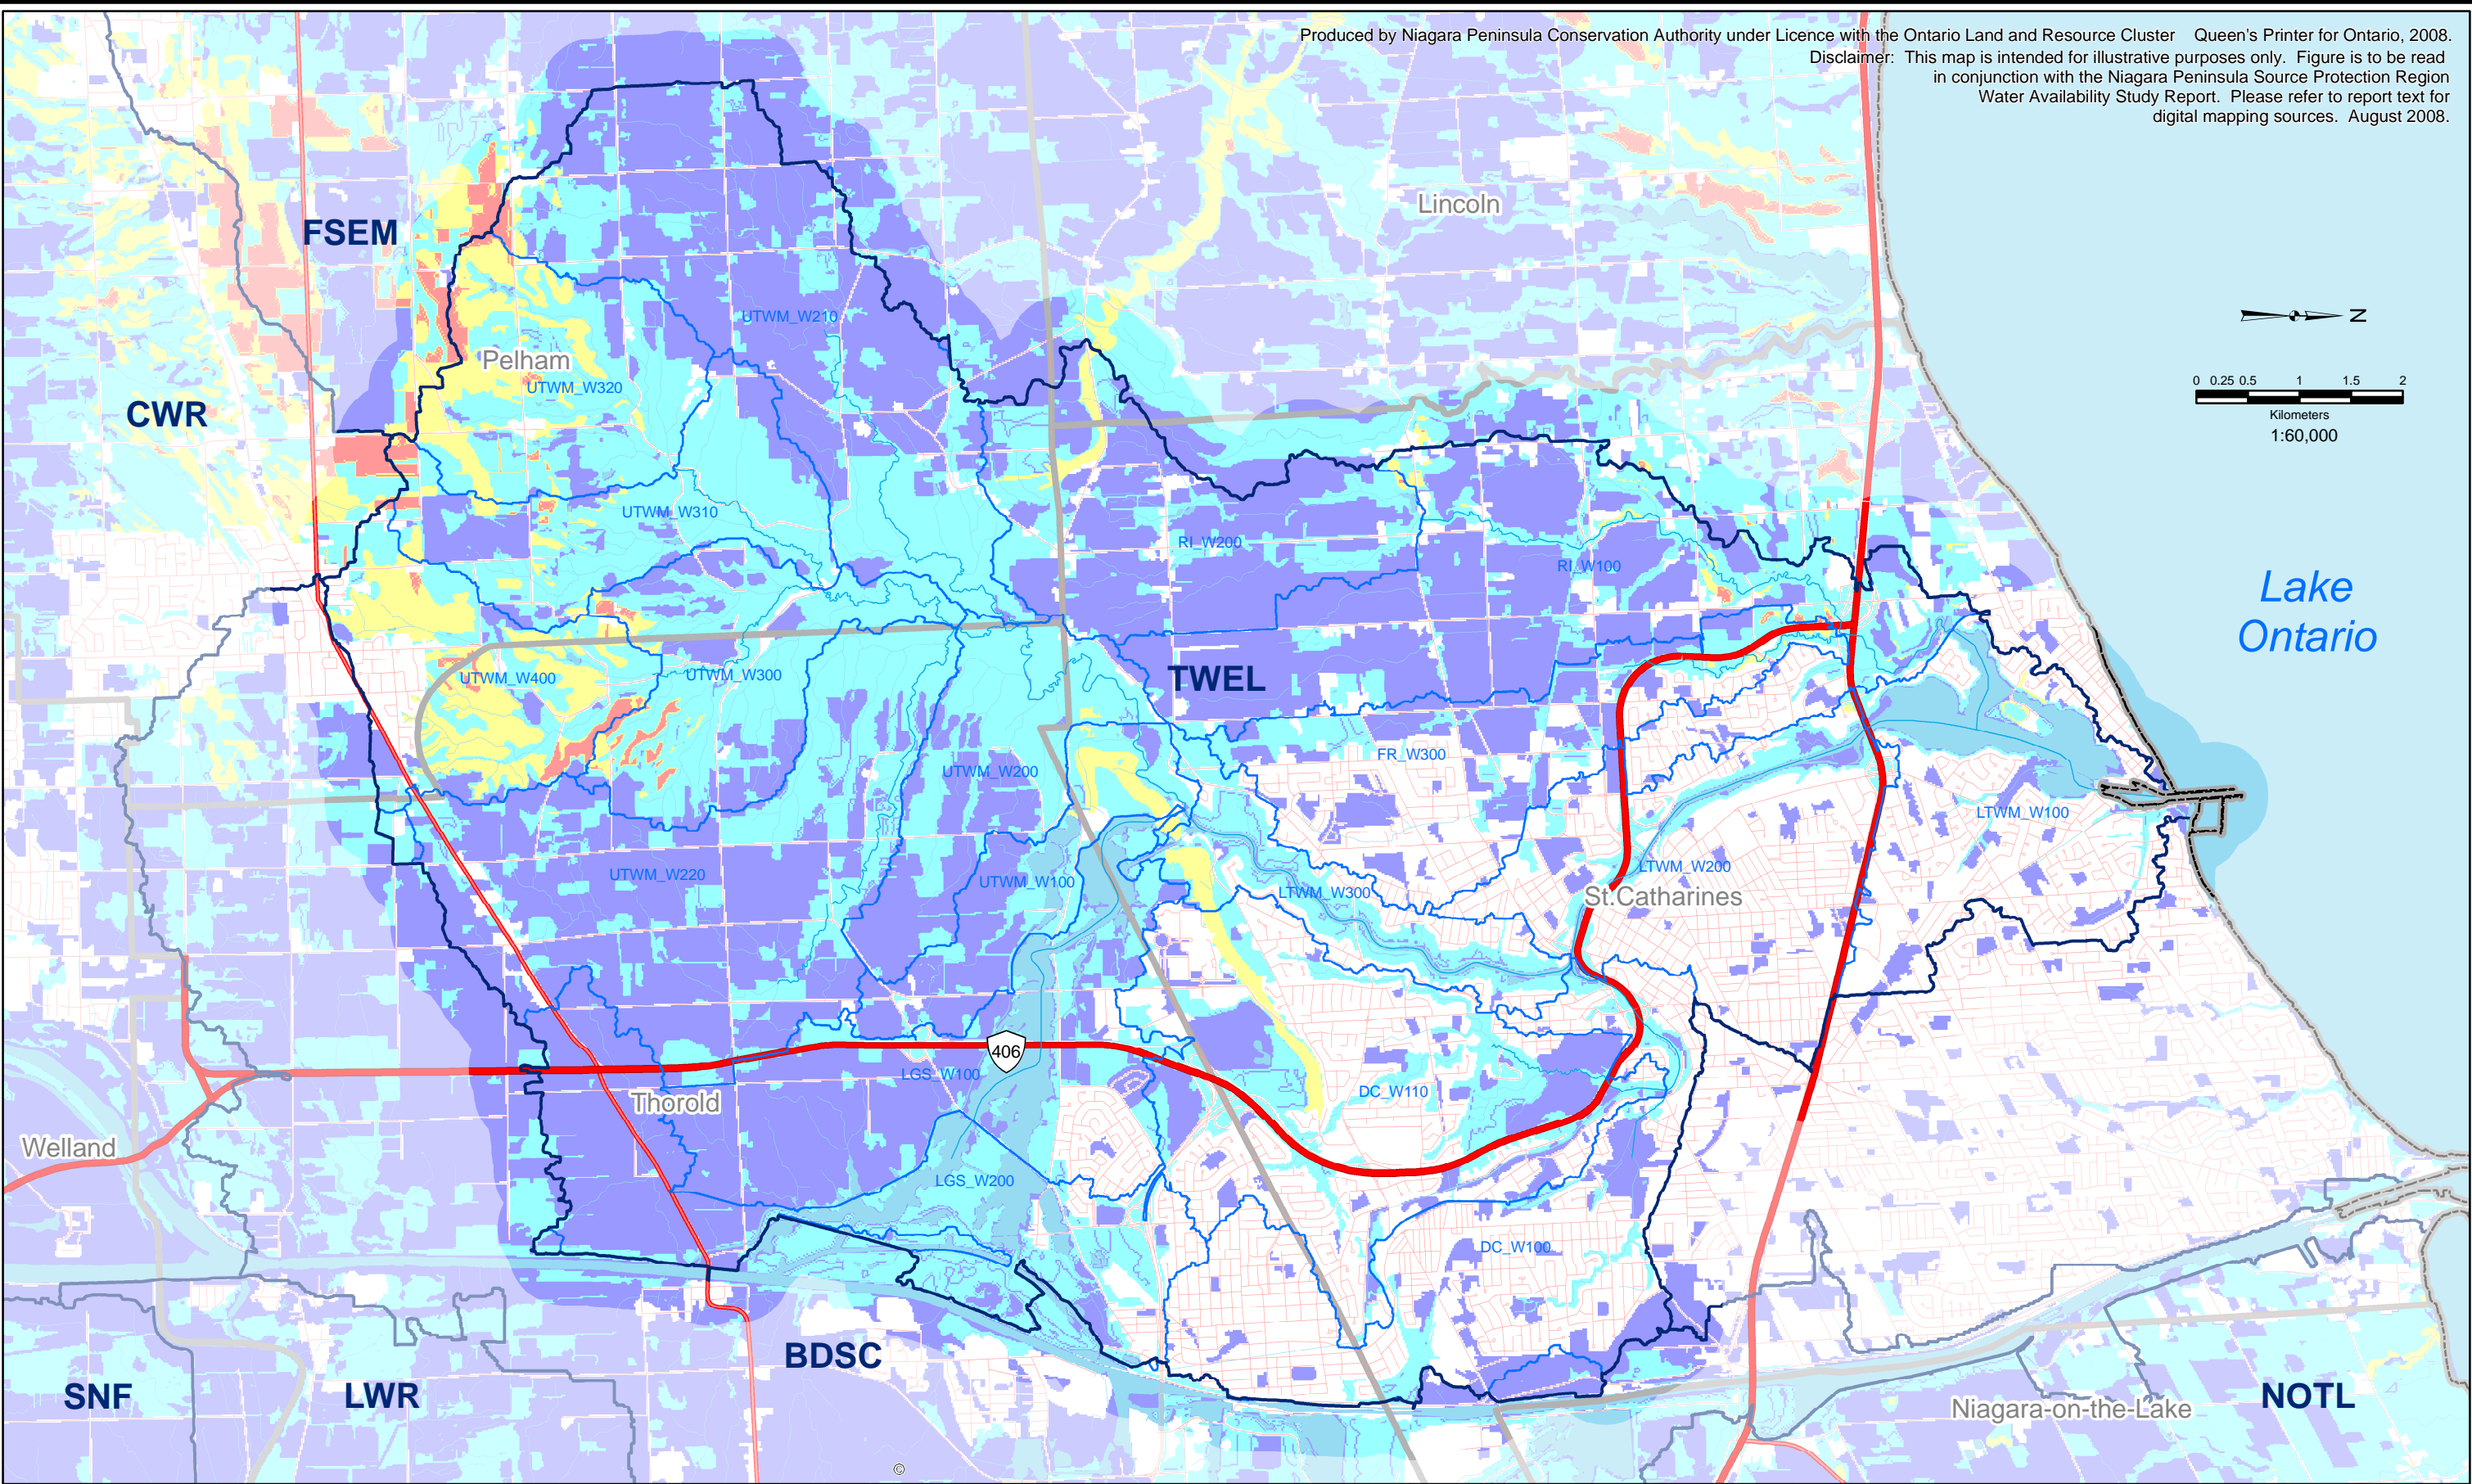 Produced by Niagara Peninsula Conservation Authority under Licence with the Ontario Land and Resource Cluster Queen's Printer for Ontario, 2008.
Disclaimer: This map is intended for illustrative purposes only. Figure is to be read
in conjunction with the Niagara Peninsula Source Protection Region
Water Availability Study Report. Please refer to report text for
digital mapping sources. August 2008.
Lincoln
FSEM
N
UTWM_W210
Pelham
UTWM_W320
0 0.25 0.5 1 1.5 2
Kilometers
1:60,000
CWR
UTWM_W310
RI_W200
RI_W100
Lake
Ontario
TWEL
UTWM_W400
UTWM_W300
FR_W300
UTWM_W200
LTWM_W100
UTWM_W220
UTWM_W100
LTWM_W300
LTWM_W200
St.Catharines
406
LGS_W100
Thorold
DC_W110
Welland
LGS_W200
DC_W100
BDSC
SNF
LWR
NOTL
Niagara-on-the-Lake
©